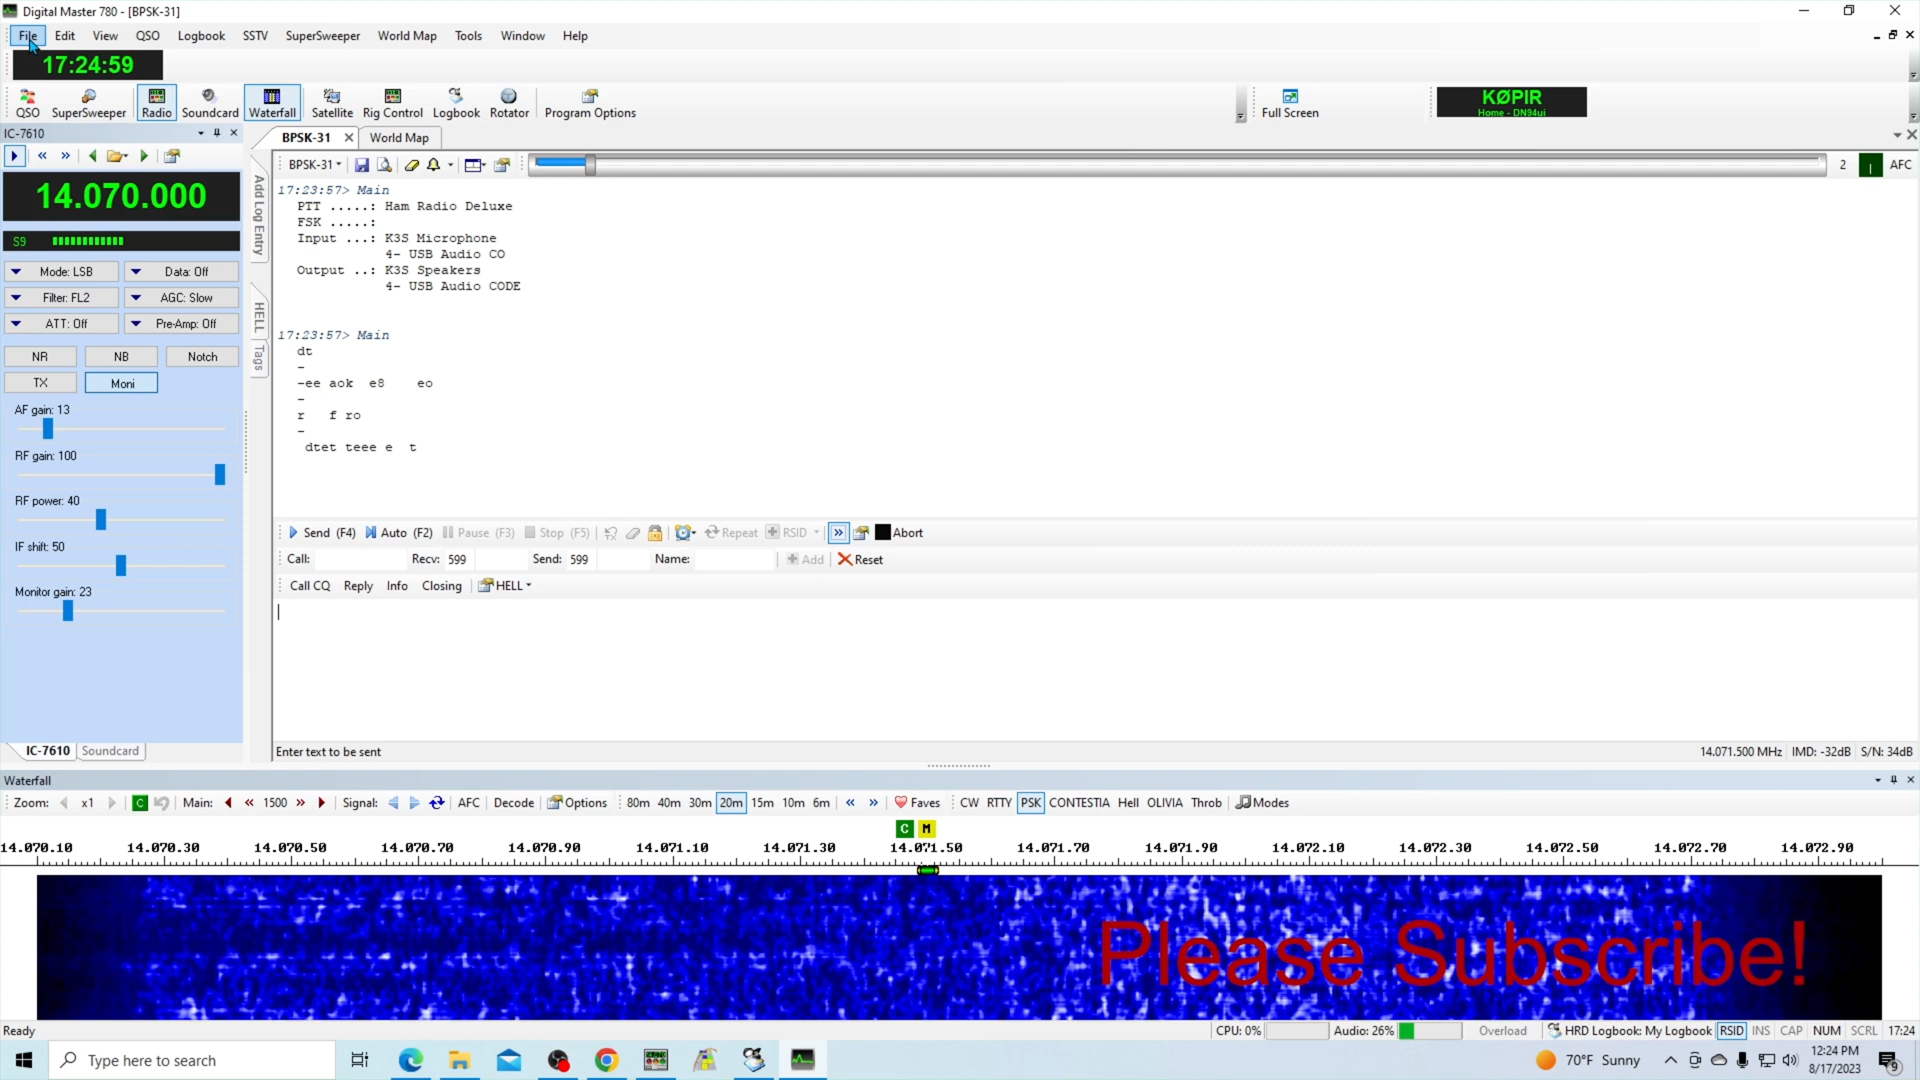 Digital Master 780 - [BPSK-31]
File Edit View QSO Logbook SSTV SuperSweeper World Map Tools Window Help
17:24:59
QSO SuperSweeper Radio Soundcard Waterfall Satellite Rig Control Logbook Rotator Program Options Full Screen
KØPIR
Home - DN94ui
IC-7610
BPSK-31 World Map
BPSK-31 2 AFC
14.070.000
S9
Mode: LSB Data: Off
Filter: FL2 AGC: Slow
ATT: Off Pre-Amp: Off
NR NB Notch
TX Moni
AF gain: 13
RF gain: 100
RF power: 40
IF shift: 50
Monitor gain: 23
IC-7610 Soundcard
Add Log Entry
HELL
Tags
17:23:57> Main
PTT .....: Ham Radio Deluxe
FSK .....:
Input ...: K3S Microphone
4- USB Audio CO
Output ..: K3S Speakers
4- USB Audio CODE
17:23:57> Main
dt
-
-ee aok e8 eo
-
r f ro
-
dtet teee e t
Send (F4) Auto (F2) Pause (F3) Stop (F5) Repeat RSID Abort
Call: Recv: 599 Send: 599 Name: Add Reset
Call CQ Reply Info Closing HELL
Enter text to be sent
14.071.500 MHz IMD: -32dB S/N: 34dB
Waterfall
Zoom: x1 C Main: 1500 Signal: AFC Decode Options 80m 40m 30m 20m 15m 10m 6m Faves CW RTTY PSK CONTESTIA Hell OLIVIA Throb Modes
C M
14.070.10 14.070.30 14.070.50 14.070.70 14.070.90 14.071.10 14.071.30 14.071.50 14.071.70 14.071.90 14.072.10 14.072.30 14.072.50 14.072.70 14.072.90
Please Subscribe!
Ready CPU: 0% Audio: 26% Overload HRD Logbook: My Logbook RSID INS CAP NUM SCRL 17:24
Type here to search
70°F Sunny
12:24 PM
8/17/2023
9